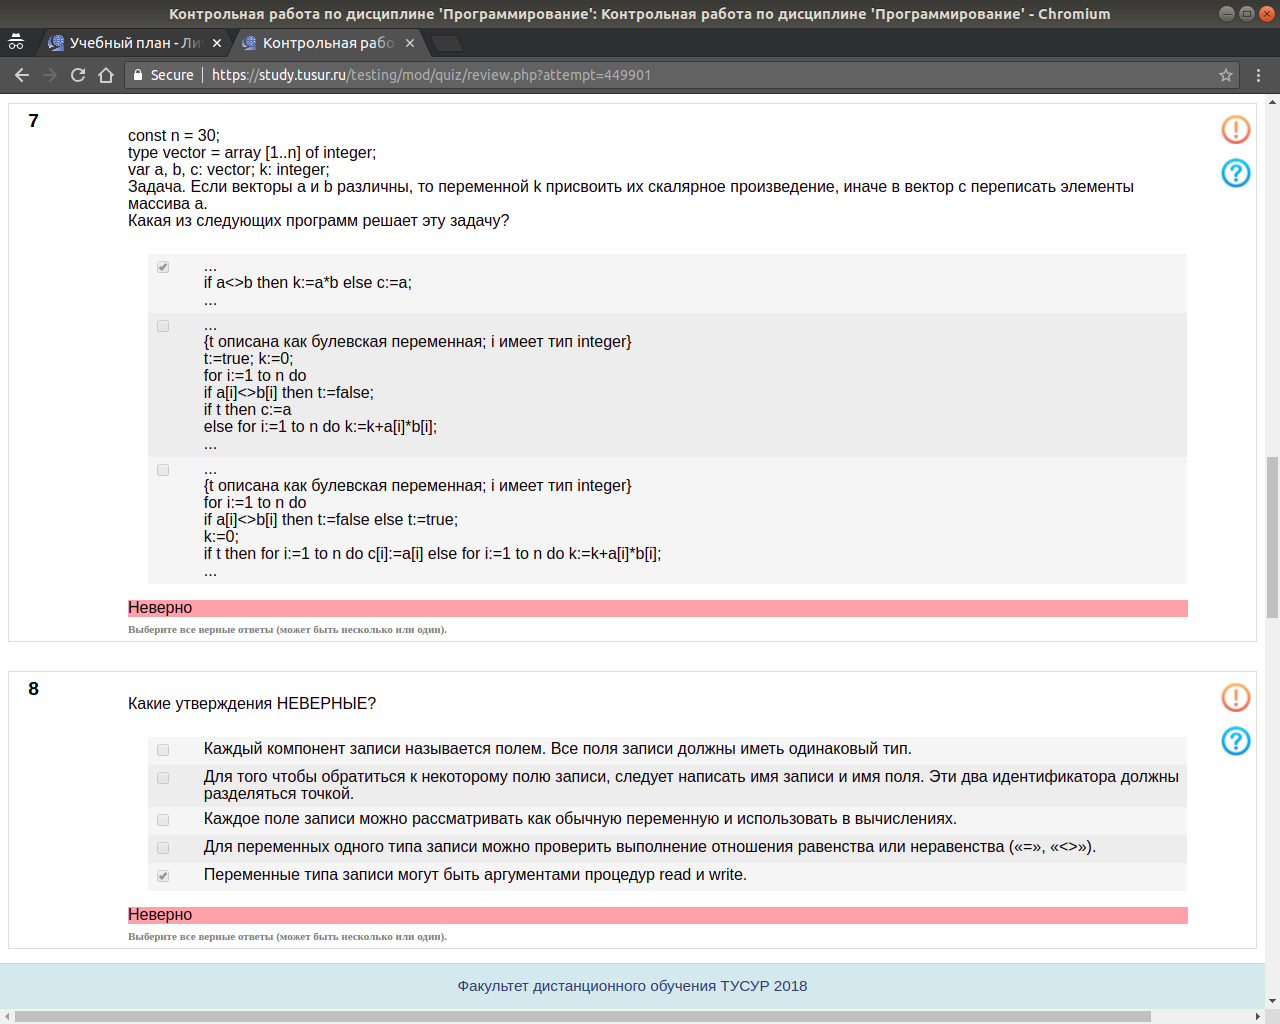 Контрольная работа по дисциплине 'Программирование': Контрольная работа по дисциплине 'Программирование' - Chromium
Учебный план - Ли
Контрольная рабо
Secure
https://study.tusur.ru/testing/mod/quiz/review.php?attempt=449901
7
const n = 30;
type vector = array [1..n] of integer;
var a, b, c: vector; k: integer;
Задача. Если векторы a и b различны, то переменной k присвоить их скалярное произведение, иначе в вектор c переписать элементы
массива a.
Какая из следующих программ решает эту задачу?
...
if a<>b then k:=a*b else c:=a;
...
...
{t описана как булевская переменная; i имеет тип integer}
t:=true; k:=0;
for i:=1 to n do
if a[i]<>b[i] then t:=false;
if t then c:=a
else for i:=1 to n do k:=k+a[i]*b[i];
...
...
{t описана как булевская переменная; i имеет тип integer}
for i:=1 to n do
if a[i]<>b[i] then t:=false else t:=true;
k:=0;
if t then for i:=1 to n do c[i]:=a[i] else for i:=1 to n do k:=k+a[i]*b[i];
...
Неверно
Выберите все верные ответы (может быть несколько или один).
8
Какие утверждения НЕВЕРНЫЕ?
Каждый компонент записи называется полем. Все поля записи должны иметь одинаковый тип.
Для того чтобы обратиться к некоторому полю записи, следует написать имя записи и имя поля. Эти два идентификатора должны
разделяться точкой.
Каждое поле записи можно рассматривать как обычную переменную и использовать в вычислениях.
Для переменных одного типа записи можно проверить выполнение отношения равенства или неравенства («=», «<>»).
Переменные типа записи могут быть аргументами процедур read и write.
Неверно
Выберите все верные ответы (может быть несколько или один).
Факультет дистанционного обучения ТУСУР 2018